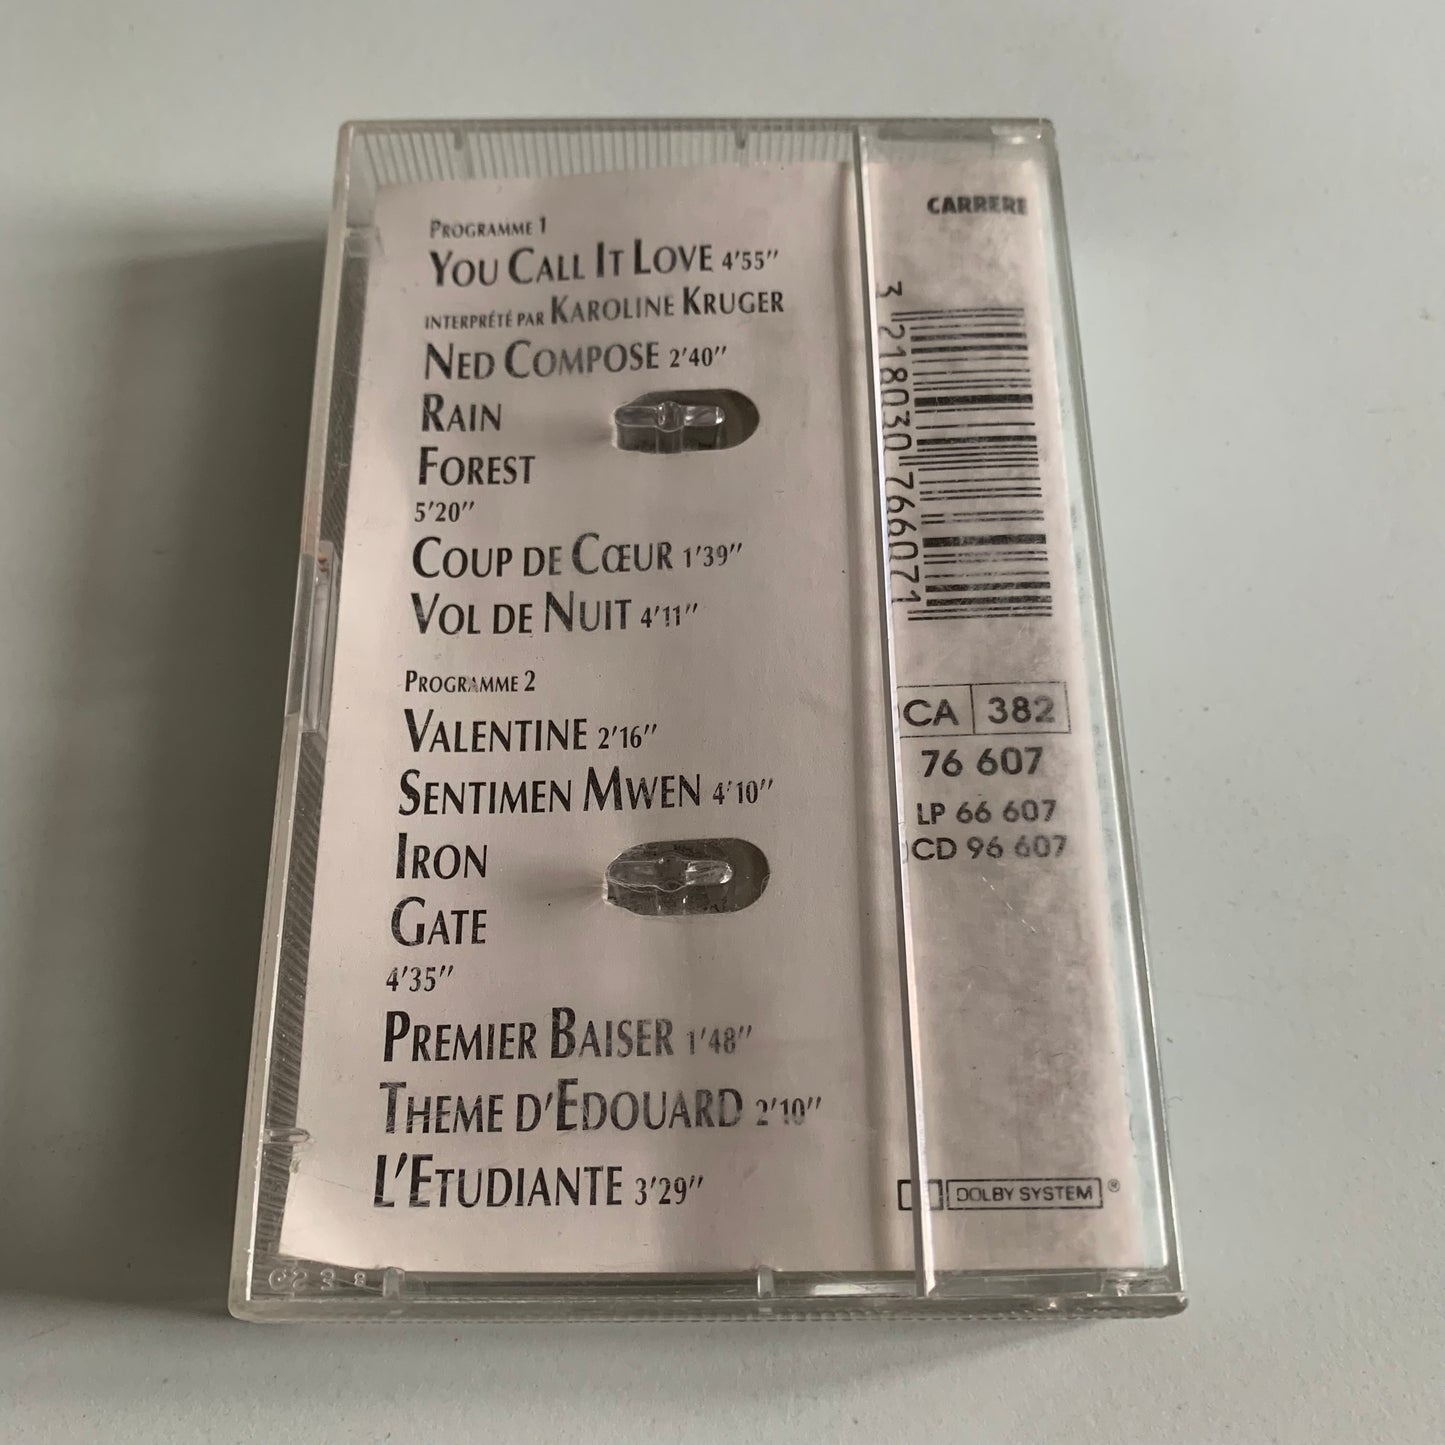 PROGRAMME 1
YOU CALL IT LOVE 4'55"
INTERPRÉTÉ PAR KAROLINE KRUGER
NED COMPOSE 2'40"
RAIN
FOREST
5'20"
COUP DE CŒUR 1'39"
VOL DE NUIT 4'11"
PROGRAMME 2
VALENTINE 2'16"
SENTIMEN MWEN 4'10"
IRON
GATE
4'35"
PREMIER BAISER 1'48"
THEME D'EDOUARD 2'10"
L'ETUDIANTE 3'29"
CARRERE
3 218030 766071
CA 382
76 607
LP 66 607
CD 96 607
DOLBY SYSTEM ®
C238